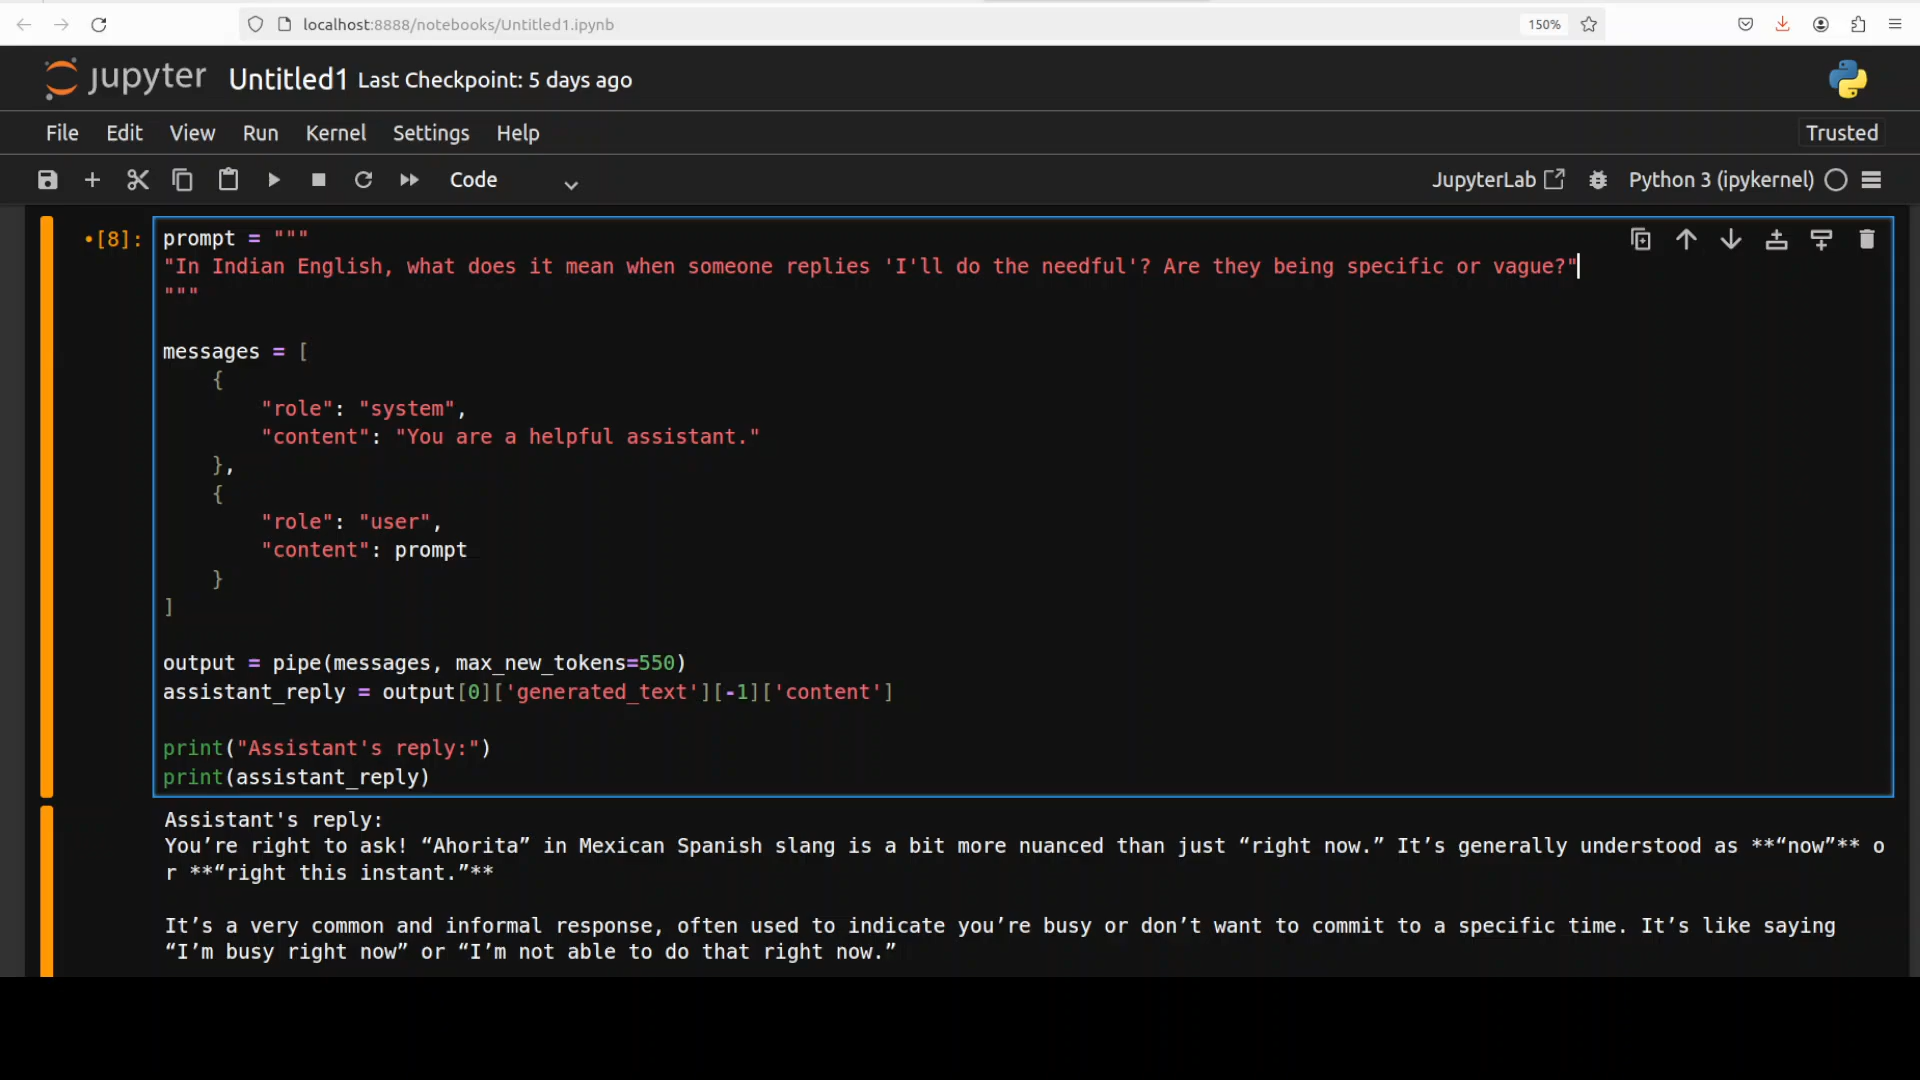 localhost:8888/notebooks/Untitled1.ipynb 150%
jupyter Untitled1 Last Checkpoint: 5 days ago
File Edit View Run Kernel Settings Help Trusted
Code JupyterLab Python 3 (ipykernel)
•[8]: prompt = """
"In Indian English, what does it mean when someone replies 'I'll do the needful'? Are they being specific or vague?"
"""
messages = [
    {
        "role": "system",
        "content": "You are a helpful assistant."
    },
    {
        "role": "user",
        "content": prompt
    }
]
output = pipe(messages, max_new_tokens=550)
assistant_reply = output[0]['generated_text'][-1]['content']
print("Assistant's reply:")
print(assistant_reply)
Assistant's reply:
You’re right to ask! “Ahorita” in Mexican Spanish slang is a bit more nuanced than just “right now.” It’s generally understood as **“now”** o
r **“right this instant.”**
It’s a very common and informal response, often used to indicate you’re busy or don’t want to commit to a specific time. It’s like saying
“I’m busy right now” or “I’m not able to do that right now.”